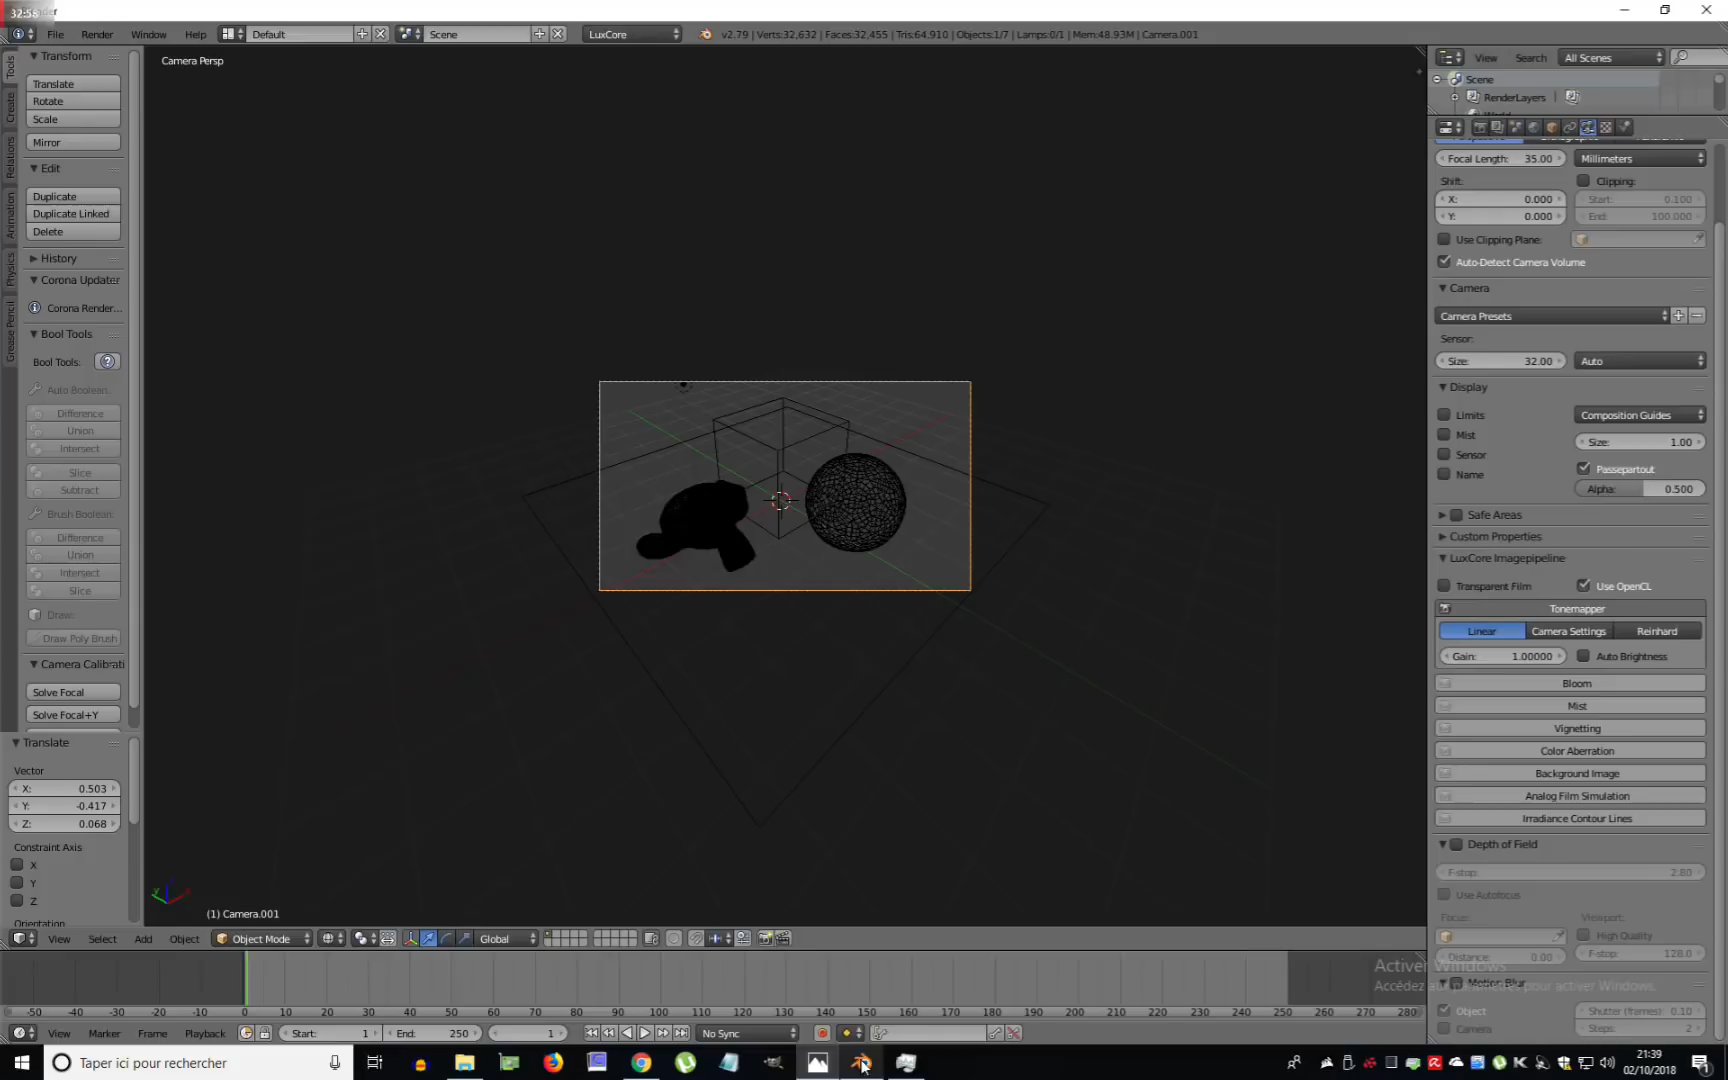 32:58
File Render Window Help Default Scene LuxCore v2.79 | Verts:32,632 | Faces:32,455 | Tris:64,910 | Objects:1/7 | Lamps:0/1 | Mem:48.93M | Camera.001
Tools
Create
Relations
Animation
Physics
Grease Pencil
Transform
Translate
Rotate
Scale
Mirror
Edit
Duplicate
Duplicate Linked
Delete
History
Corona Updater
Corona Render...
Bool Tools
Bool Tools:
Auto Boolean:
Difference
Union
Intersect
Slice
Subtract
Brush Boolean:
Difference
Union
Intersect
Slice
Draw:
Draw Poly Brush
Camera Calibrati
Solve Focal
Solve Focal+Y
Translate
Vector
X: 0.503
Y: -0.417
Z: 0.068
Constraint Axis
X
Y
Z
Orientation
Camera Persp
(1) Camera.001
View Select Add Object Object Mode Global
-50 -40 -30 -20 -10 0 10 20 30 40 50 60 70 80 90 100 110 120 130 140 150 160 170 180 190 200 210 220 230 240 250 260 270 280
View Marker Frame Playback Start: 1 End: 250 1 No Sync
View Search All Scenes
Scene
RenderLayers
Focal Length: 35.00 Millimeters
Shift: Clipping:
X: 0.000 Start: 0.100
Y: 0.000 End: 100.000
Use Clipping Plane:
Auto-Detect Camera Volume
Camera
Camera Presets
Sensor:
Size: 32.00 Auto
Display
Limits Composition Guides
Mist Size: 1.00
Sensor Passepartout
Name Alpha: 0.500
Safe Areas
Custom Properties
LuxCore Imagepipeline
Transparent Film Use OpenCL
Tonemapper
Linear Camera Settings Reinhard
Gain: 1.00000 Auto Brightness
Bloom
Mist
Vignetting
Color Aberration
Background Image
Analog Film Simulation
Irradiance Contour Lines
Depth of Field
F-stop: 2.80
Use Autofocus
Focus: Viewport:
High Quality
Distance: 0.00 F-stop: 128.0
Activer Windows
Motion Blur
Accédez aux paramètres pour activer Windows.
Object Shutter (frames): 0.10
Camera Steps: 2
Taper ici pour rechercher
21:39
02/10/2018
1